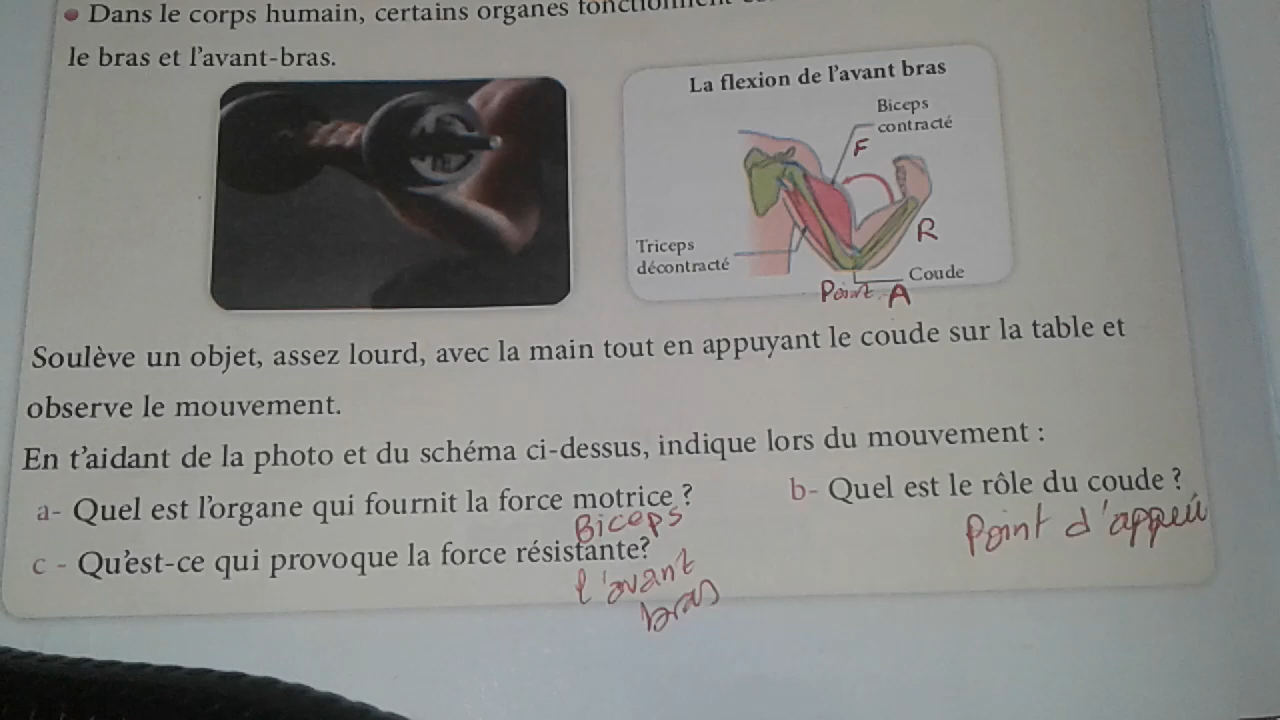 • Dans le corps humain, certains organes fonctionnent
le bras et l'avant-bras.
La flexion de l'avant bras
Biceps
contracté
F
R
Triceps
décontracté
Coude
Point A
Soulève un objet, assez lourd, avec la main tout en appuyant le coude sur la table et
observe le mouvement.
En t'aidant de la photo et du schéma ci-dessus, indique lors du mouvement :
a- Quel est l'organe qui fournit la force motrice ?
Biceps
b- Quel est le rôle du coude ?
Point d'appui
c - Qu'est-ce qui provoque la force résistante?
l'avant
bras